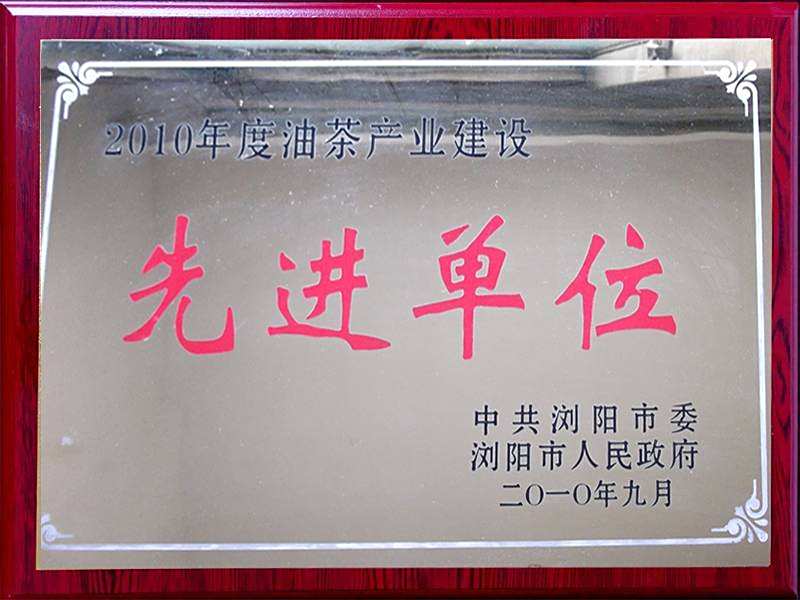 2010年度油茶产业建设
先进单位
中共浏阳市委
浏阳市人民政府
二〇一〇年九月